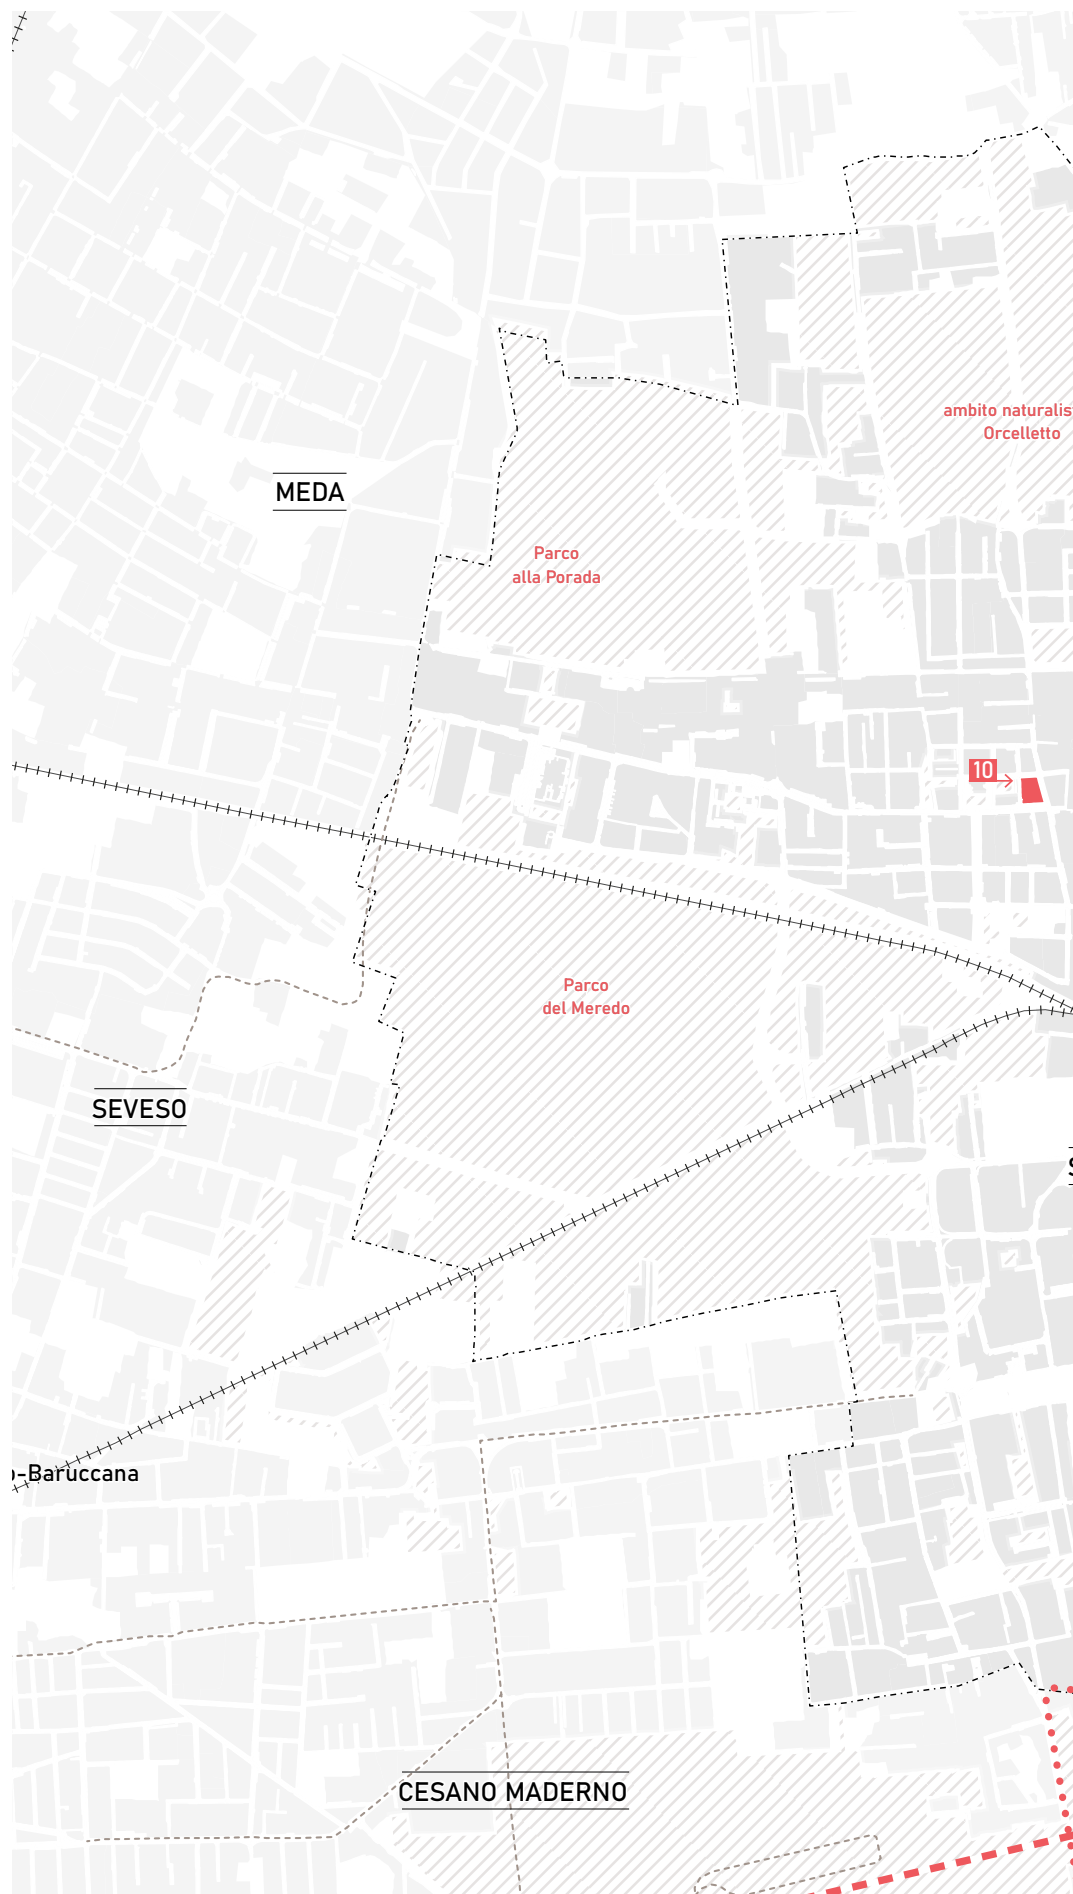 ambito naturalis
Orcelletto
MEDA
Parco
alla Porada
10
Parco
del Meredo
SEVESO
o-Baruccana
CESANO MADERNO